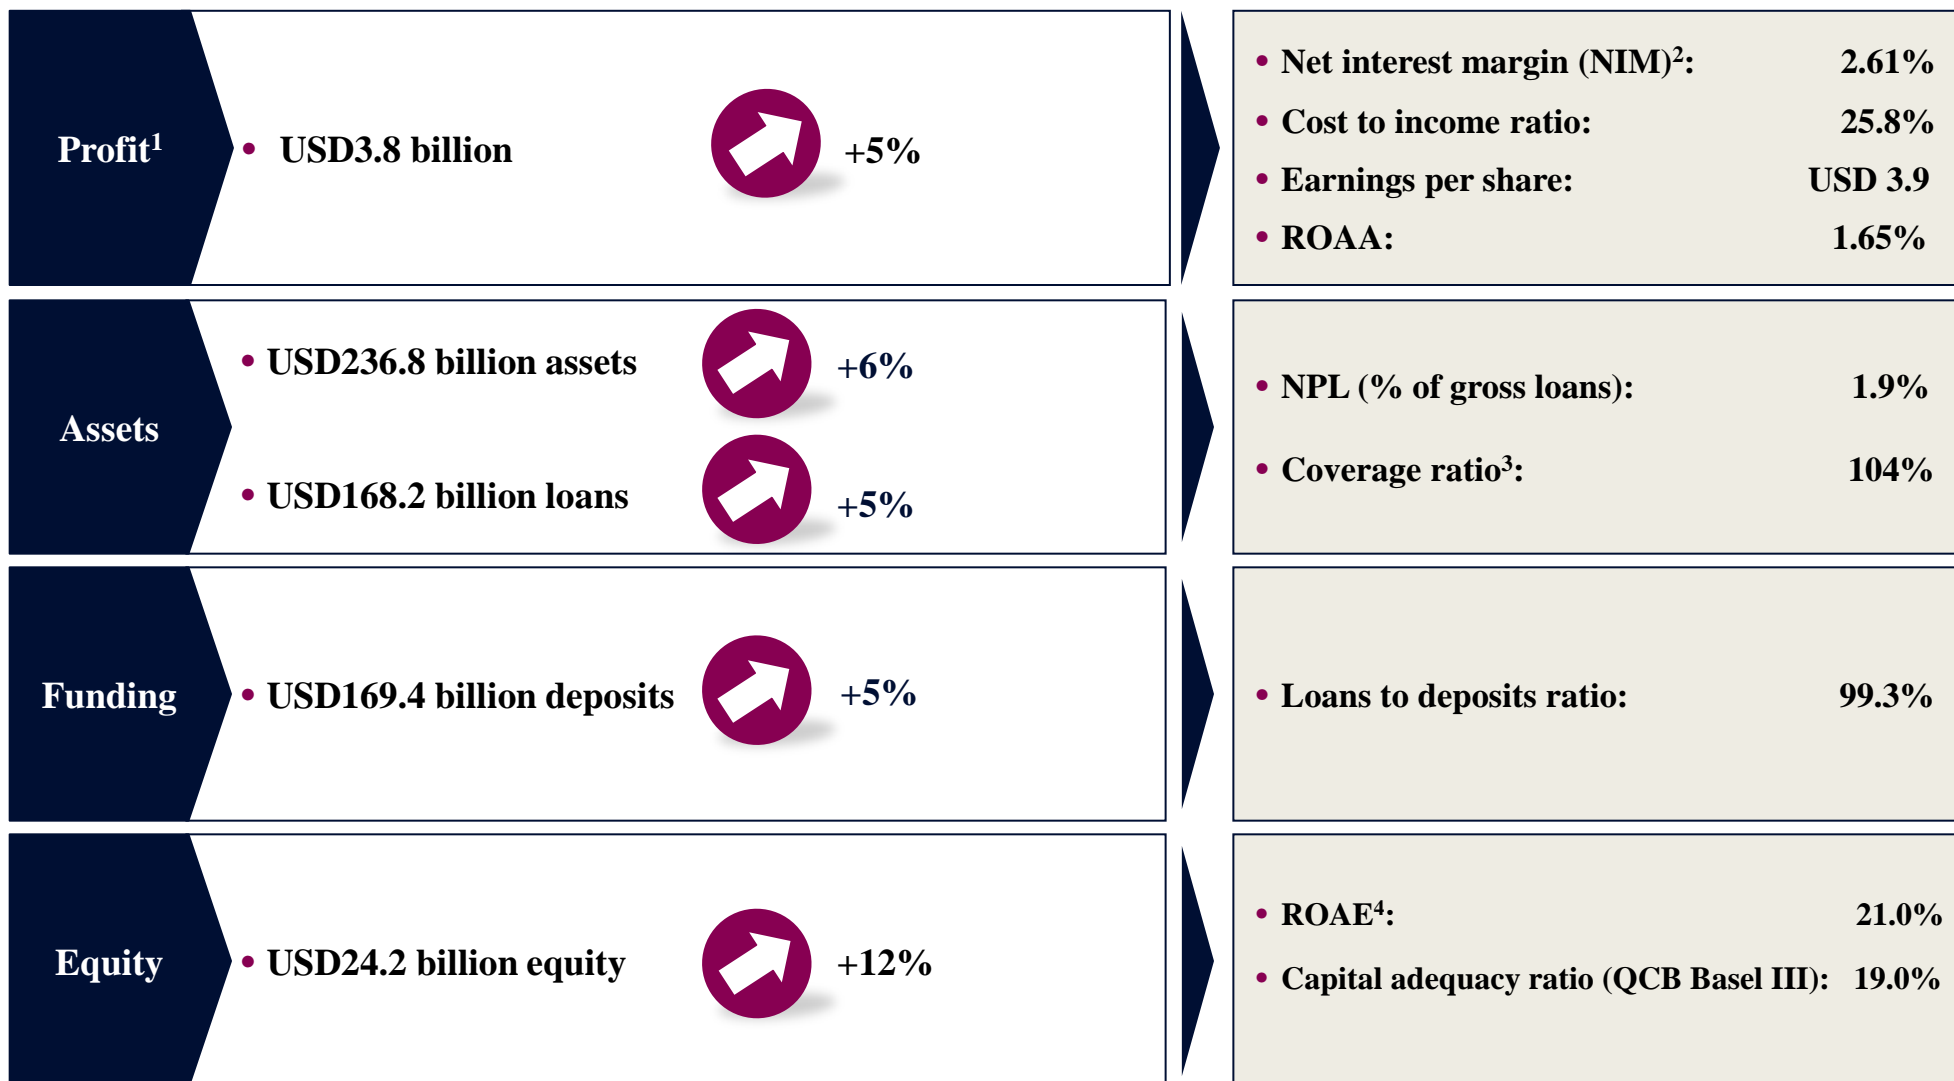 Profit¹
• USD3.8 billion +5%
• Net interest margin (NIM)²: 2.61%
• Cost to income ratio: 25.8%
• Earnings per share: USD 3.9
• ROAA: 1.65%
Assets
• USD236.8 billion assets +6%
• USD168.2 billion loans +5%
• NPL (% of gross loans): 1.9%
• Coverage ratio³: 104%
Funding
• USD169.4 billion deposits +5%
• Loans to deposits ratio: 99.3%
Equity
• USD24.2 billion equity +12%
• ROAE⁴: 21.0%
• Capital adequacy ratio (QCB Basel III): 19.0%